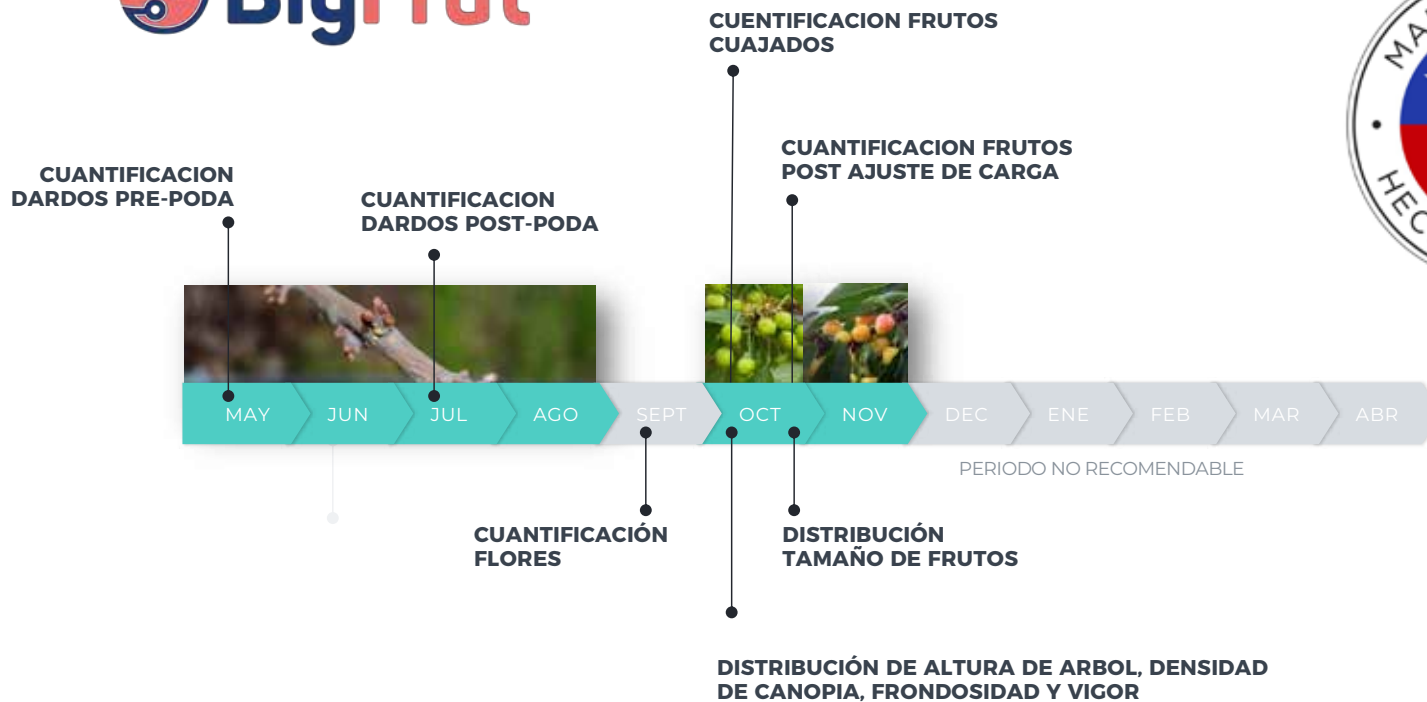 BigFrut
CUENTIFICACION FRUTOS
CUAJADOS
CUANTIFICACION FRUTOS
POST AJUSTE DE CARGA
CUANTIFICACION
DARDOS PRE-PODA
CUANTIFICACION
DARDOS POST-PODA
MAY JUN JUL AGO SEPT OCT NOV DEC ENE FEB MAR ABR
PERIODO NO RECOMENDABLE
CUANTIFICACIÓN
FLORES
DISTRIBUCIÓN
TAMAÑO DE FRUTOS
DISTRIBUCIÓN DE ALTURA DE ARBOL, DENSIDAD
DE CANOPIA, FRONDOSIDAD Y VIGOR